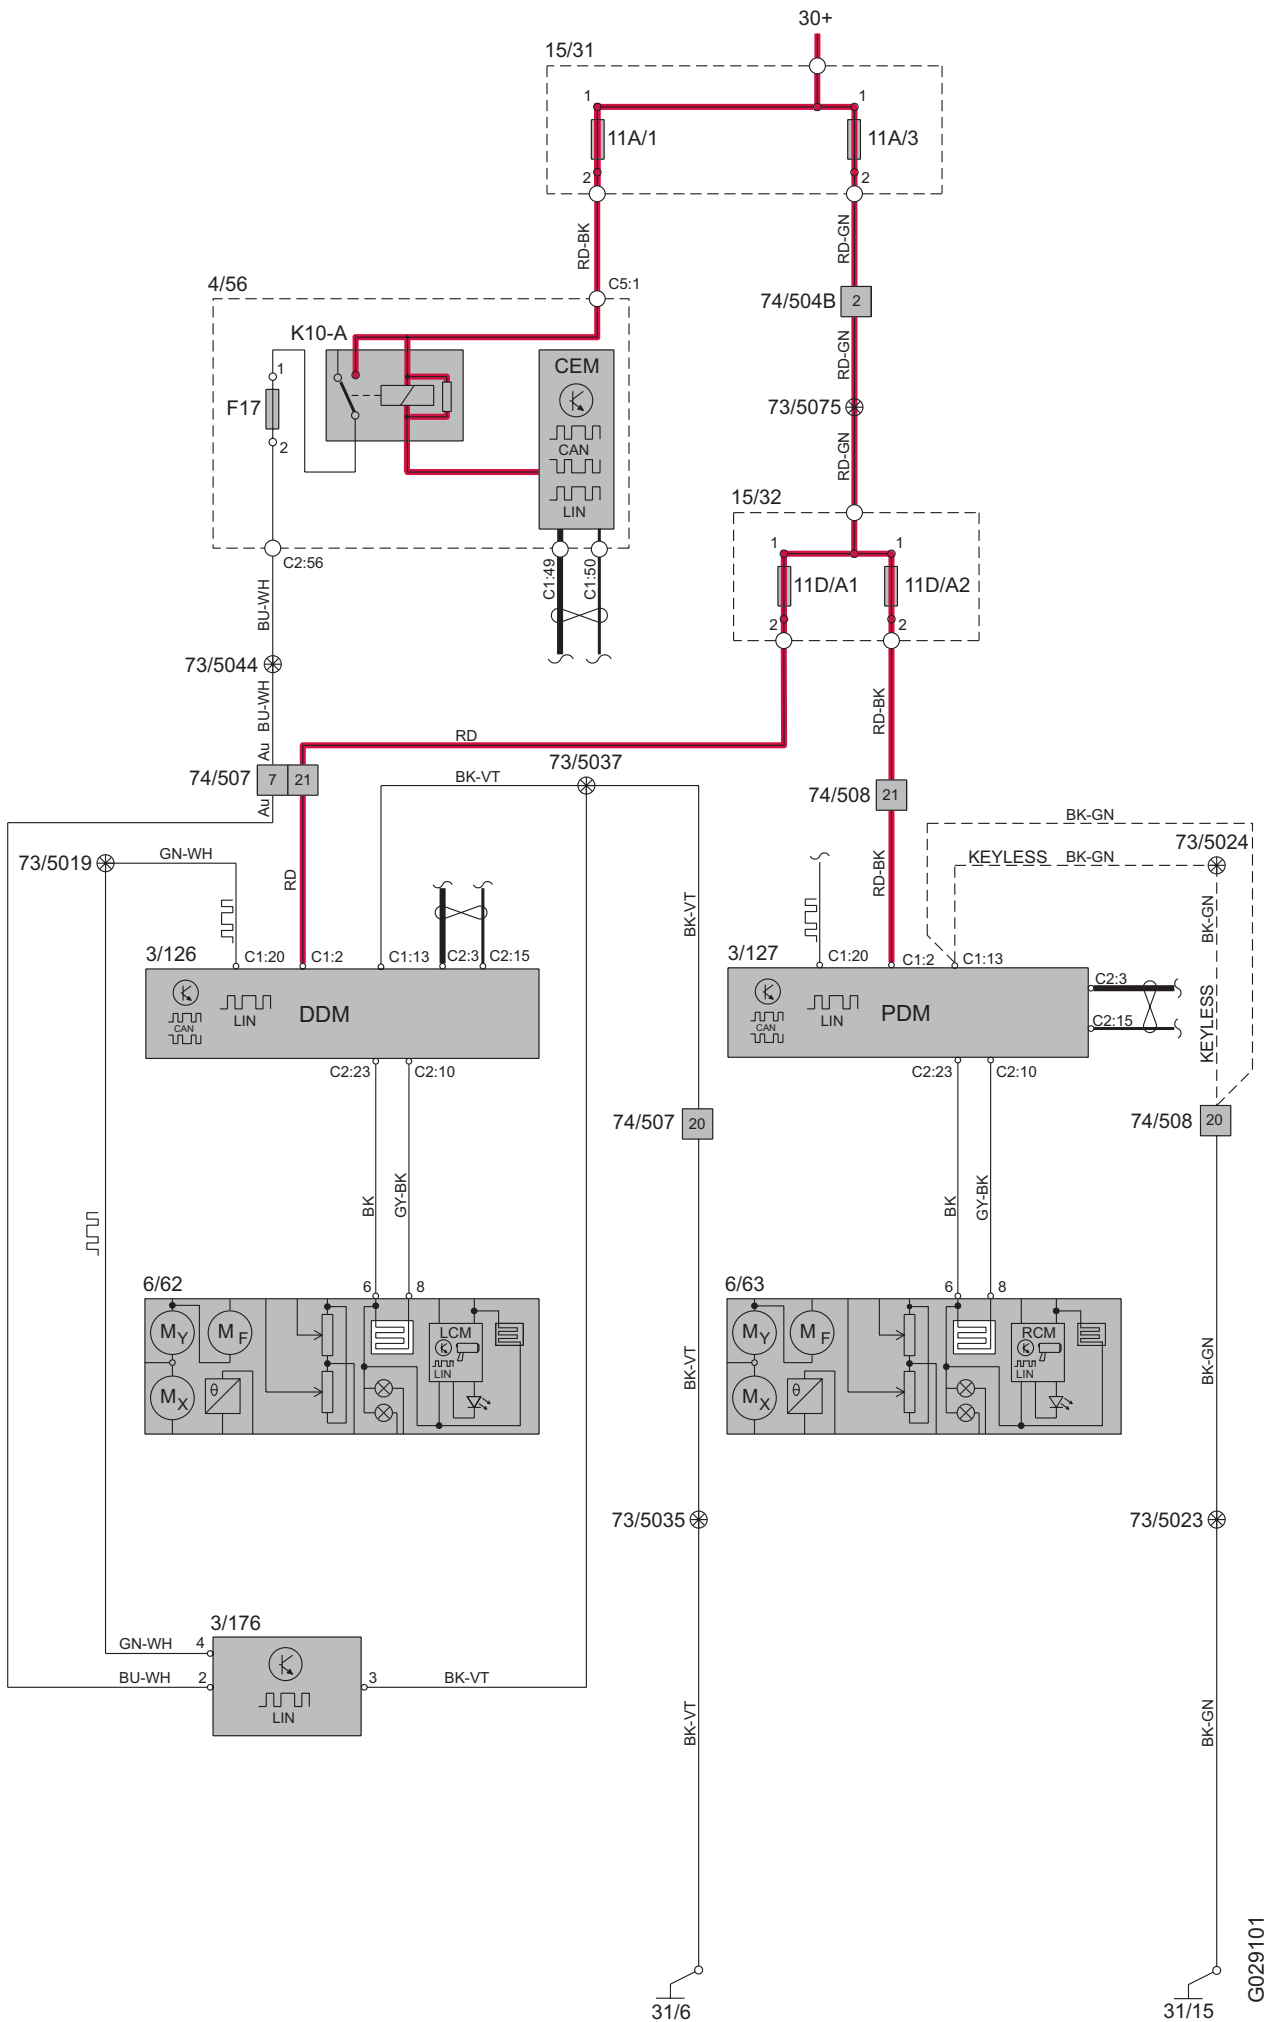 30+
15/31
1
1
11A/1
11A/3
2
2
RD-BK
RD-GN
4/56
C5:1
74/504B
2
K10-A
CEM
1
RD-GN
F17
73/5075
2
CAN
RD-GN
LIN
15/32
C2:56
C1:49
C1:50
1
1
11D/A1
11D/A2
BU-WH
2
2
73/5044
BU-WH
RD-BK
RD
Au
74/507
7
21
BK-VT
73/5037
74/508
21
Au
BK-GN
73/5019
GN-WH
KEYLESS
BK-GN
73/5024
RD
RD-BK
BK-VT
BK-GN
3/126
C1:20
C1:2
C1:13
C2:3
C2:15
3/127
C1:20
C1:2
C1:13
C2:3
CAN
LIN
DDM
CAN
LIN
PDM
C2:15
KEYLESS
C2:23
C2:10
C2:23
C2:10
74/507
20
74/508
20
BK
GY-BK
BK
GY-BK
6/62
6
8
6/63
6
8
MY
MF
LCM
LIN
MX
θ
MY
MF
RCM
LIN
MX
θ
BK-VT
BK-GN
73/5035
73/5023
3/176
GN-WH
4
BU-WH
2
3
BK-VT
LIN
BK-VT
BK-GN
31/6
31/15
G029101